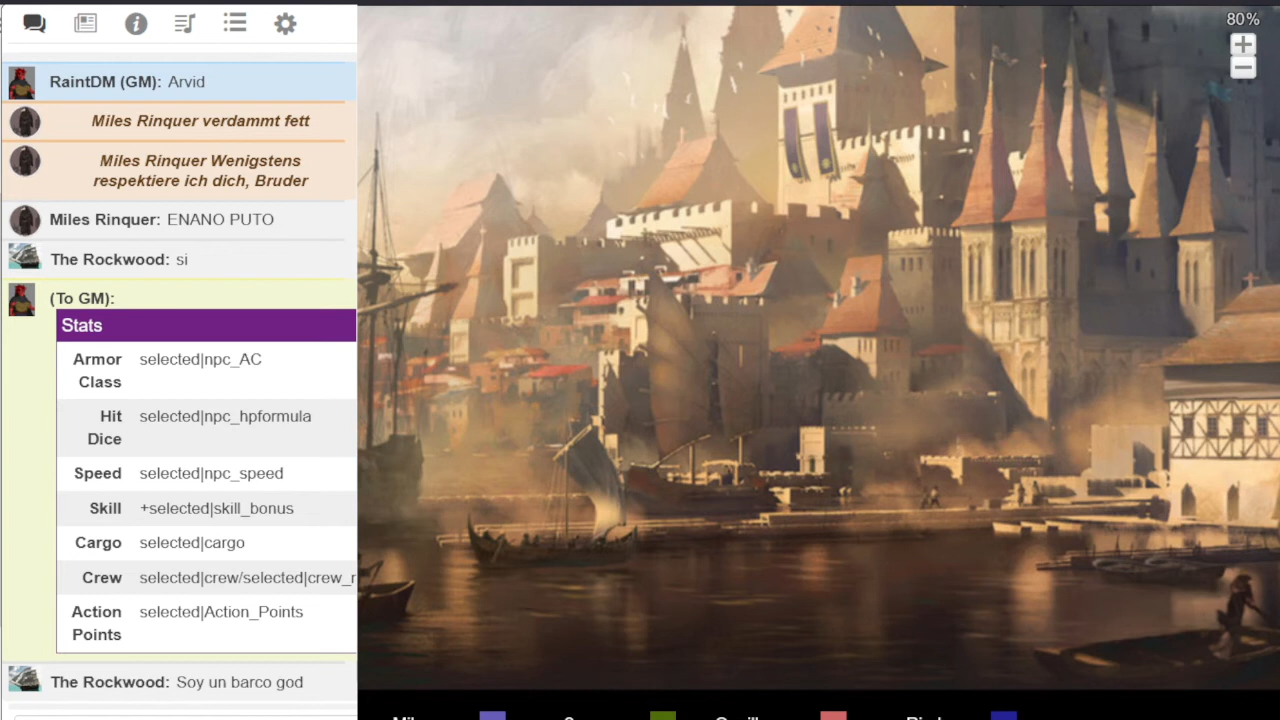 80%
RaintDM (GM): Arvid
Miles Rinquer verdammt fett
Miles Rinquer Wenigstens
respektiere ich dich, Bruder
Miles Rinquer: ENANO PUTO
The Rockwood: si
(To GM):
Stats
Armor Class selected|npc_AC
Hit Dice selected|npc_hpformula
Speed selected|npc_speed
Skill +selected|skill_bonus
Cargo selected|cargo
Crew selected|crew/selected|crew_r
Action Points selected|Action_Points
The Rockwood: Soy un barco god